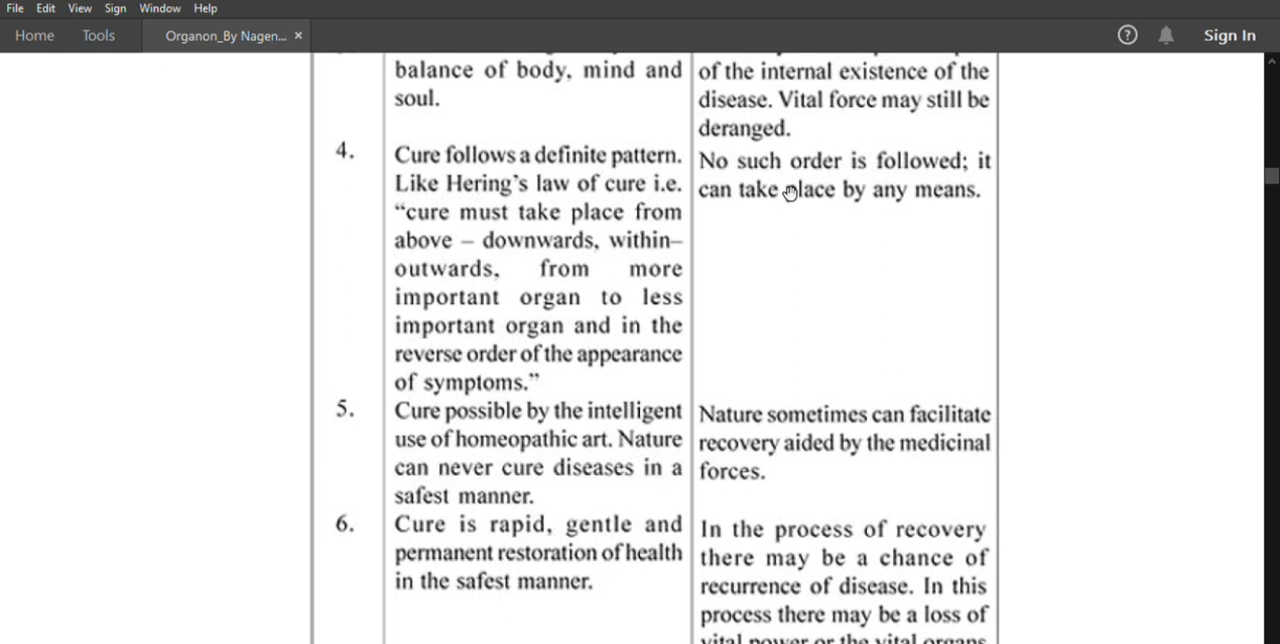 File Edit View Sign Window Help
Home Tools Organon_By Nagen... × ? Sign In
balance of body, mind and
soul.
of the internal existence of the
disease. Vital force may still be
deranged.
4.
Cure follows a definite pattern.
Like Hering's law of cure i.e.
“cure must take place from
above – downwards, within–
outwards, from more
important organ to less
important organ and in the
reverse order of the appearance
of symptoms.”
No such order is followed; it
can take place by any means.
5.
Cure possible by the intelligent
use of homeopathic art. Nature
can never cure diseases in a
safest manner.
Nature sometimes can facilitate
recovery aided by the medicinal
forces.
6.
Cure is rapid, gentle and
permanent restoration of health
in the safest manner.
In the process of recovery
there may be a chance of
recurrence of disease. In this
process there may be a loss of
vital power or the vital organs